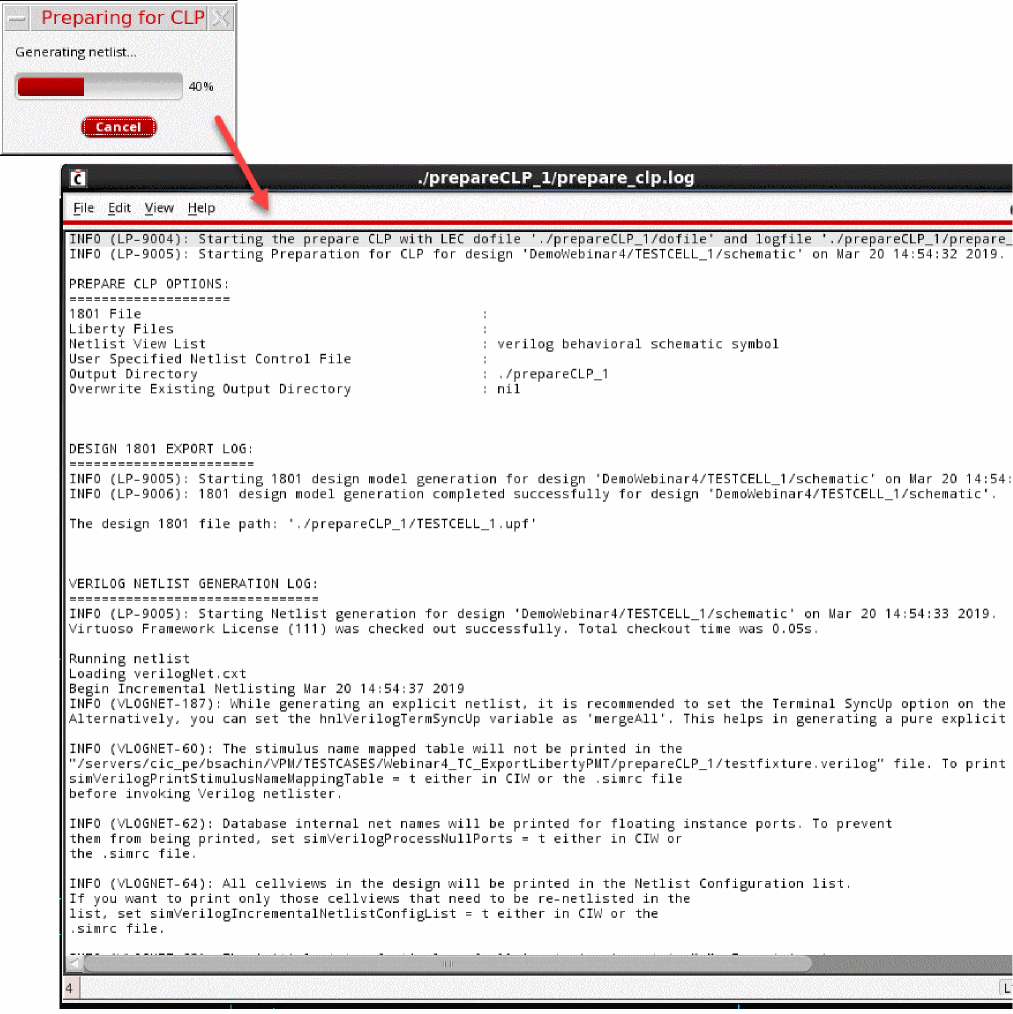 Preparing for CLP
Generating netlist...
40%
Cancel
./prepareCLP_1/prepare_clp.log
File Edit View Help
INFO (LP-9004): Starting the prepare CLP with LEC dofile './prepareCLP_1/dofile' and logfile './prepareCLP_1/prepare_
INFO (LP-9005): Starting Preparation for CLP for design 'DemoWebinar4/TESTCELL_1/schematic' on Mar 20 14:54:32 2019.
PREPARE CLP OPTIONS:
====================
1801 File :
Liberty Files :
Netlist View List : verilog behavioral schematic symbol
User Specified Netlist Control File :
Output Directory : ./prepareCLP_1
Overwrite Existing Output Directory : nil
DESIGN 1801 EXPORT LOG:
=======================
INFO (LP-9005): Starting 1801 design model generation for design 'DemoWebinar4/TESTCELL_1/schematic' on Mar 20 14:54:
INFO (LP-9006): 1801 design model generation completed successfully for design 'DemoWebinar4/TESTCELL_1/schematic'.
The design 1801 file path: './prepareCLP_1/TESTCELL_1.upf'
VERILOG NETLIST GENERATION LOG:
===============================
INFO (LP-9005): Starting Netlist generation for design 'DemoWebinar4/TESTCELL_1/schematic' on Mar 20 14:54:33 2019.
Virtuoso Framework License (111) was checked out successfully. Total checkout time was 0.05s.
Running netlist
Loading verilogNet.cxt
Begin Incremental Netlisting Mar 20 14:54:37 2019
INFO (VLOGNET-187): While generating an explicit netlist, it is recommended to set the Terminal SyncUp option on the
Alternatively, you can set the hnlVerilogTermSyncUp variable as 'mergeAll'. This helps in generating a pure explicit
INFO (VLOGNET-60): The stimulus name mapped table will not be printed in the
"/servers/cic_pe/bsachin/VPM/TESTCASES/Webinar4_TC_ExportLibertyPMT/prepareCLP_1/testfixture.verilog" file. To print
simVerilogPrintStimulusNameMappingTable = t either in CIW or the .simrc file
before invoking Verilog netlister.
INFO (VLOGNET-62): Database internal net names will be printed for floating instance ports. To prevent
them from being printed, set simVerilogProcessNullPorts = t either in CIW or
the .simrc file.
INFO (VLOGNET-64): All cellviews in the design will be printed in the Netlist Configuration list.
If you want to print only those cellviews that need to be re-netlisted in the
list, set simVerilogIncrementalNetlistConfigList = t either in CIW or the
.simrc file.
4